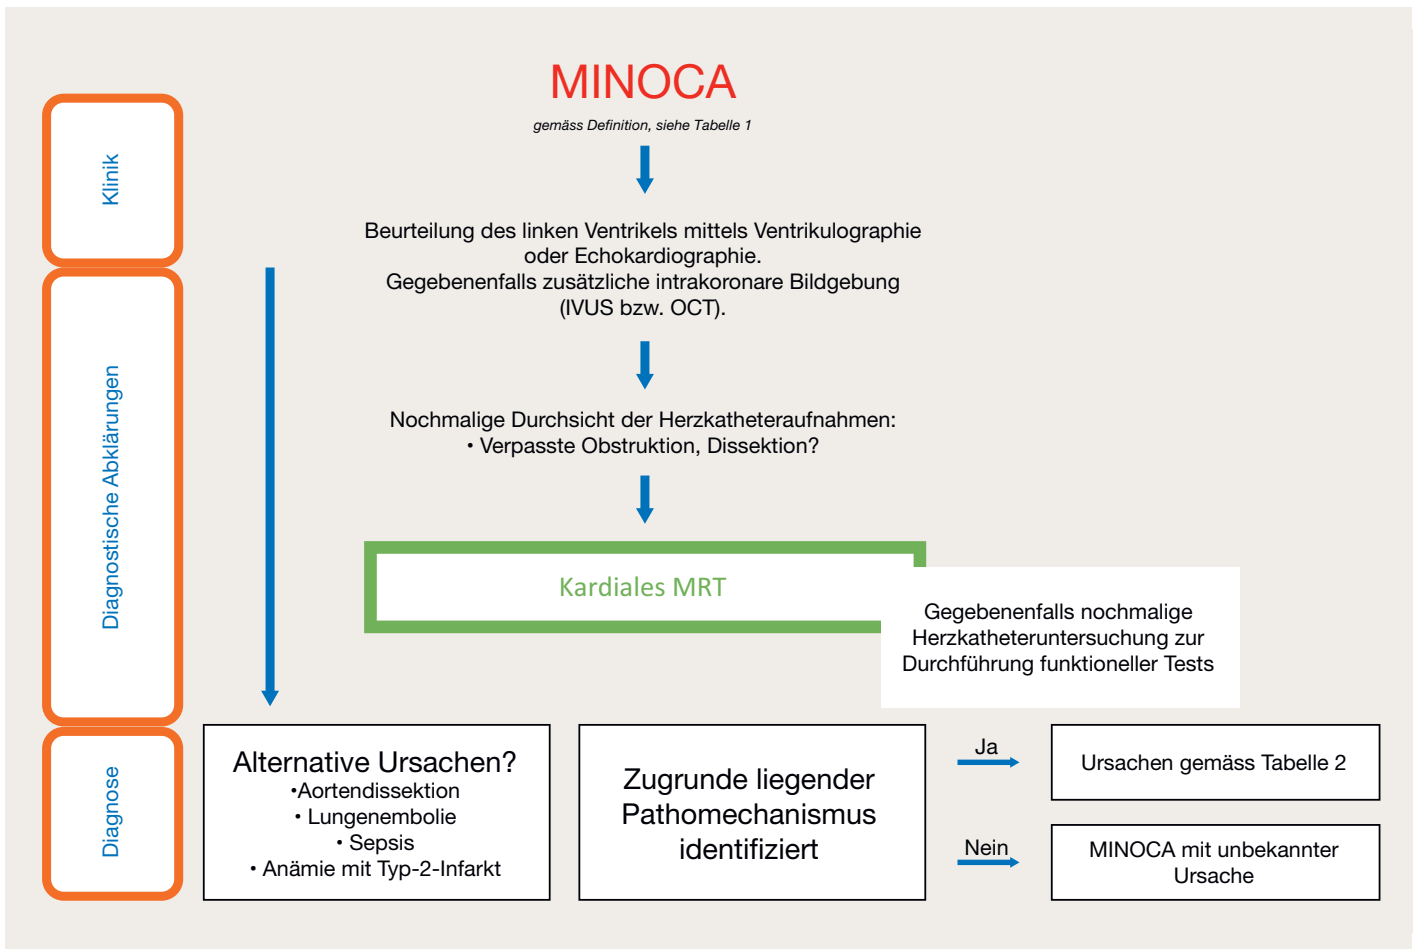 MINOCA
gemäss Definition, siehe Tabelle 1
Klinik
Beurteilung des linken Ventrikels mittels Ventrikulographie
oder Echokardiographie.
Gegebenenfalls zusätzliche intrakoronare Bildgebung
(IVUS bzw. OCT).
Diagnostische Abklärungen
Nochmalige Durchsicht der Herzkatheteraufnahmen:
• Verpasste Obstruktion, Dissektion?
Kardiales MRT
Gegebenenfalls nochmalige
Herzkatheteruntersuchung zur
Durchführung funktioneller Tests
Diagnose
Alternative Ursachen?
•Aortendissektion
• Lungenembolie
• Sepsis
• Anämie mit Typ-2-Infarkt
Zugrunde liegender
Pathomechanismus
identifiziert
Ja
Ursachen gemäss Tabelle 2
Nein
MINOCA mit unbekannter
Ursache